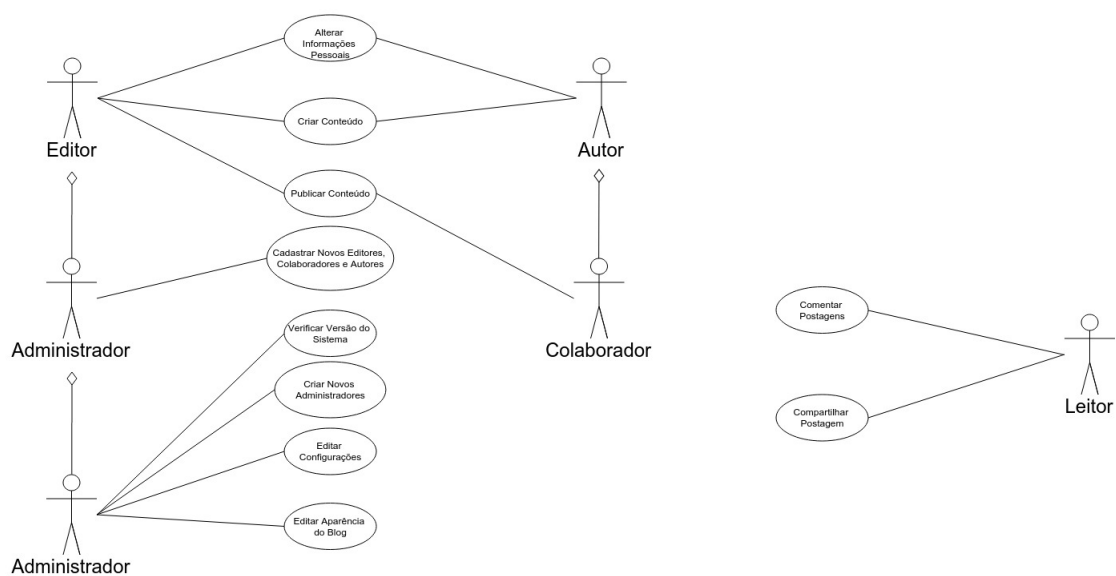 Alterar
Informações
Pessoais
Editor
Criar Conteúdo
Autor
Publicar Conteúdo
Cadastrar Novos Editores,
Colaboradores e Autores
Administrador
Verificar Versão do
Sistema
Colaborador
Criar Novos
Administradores
Editar
Configurações
Editar Aparência
do Blog
Administrador
Comentar
Postagens
Compartilhar
Postagem
Leitor